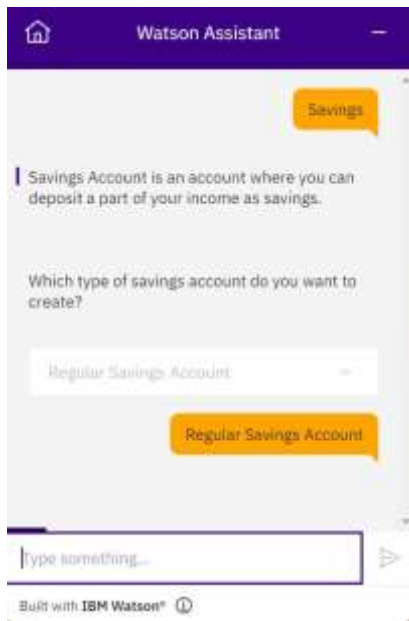 Watson Assistant
Savings
Savings Account is an account where you can
deposit a part of your income as savings.
Which type of savings account do you want to
create?
Regular Savings Account
Regular Savings Account
Type something...
Built with IBM Watson®